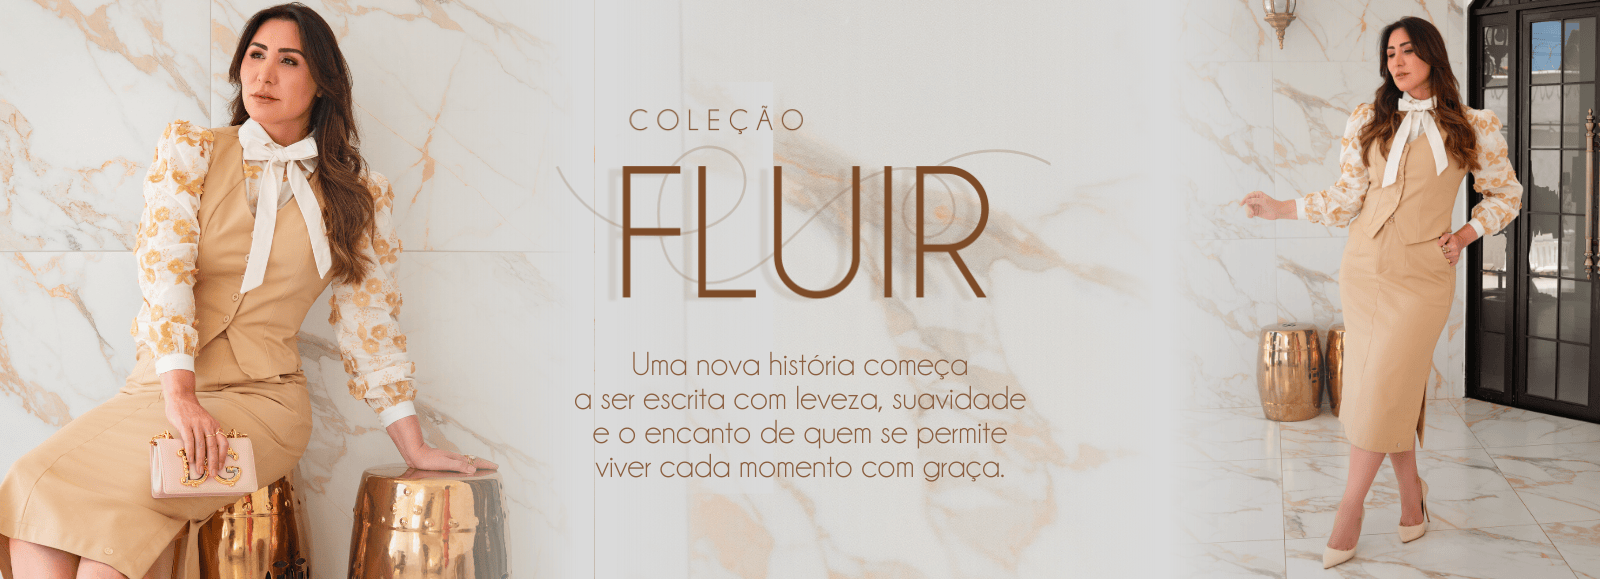 COLEÇÃO
FLUIR
Uma nova história começa
a ser escrita com leveza, suavidade
e o encanto de quem se permite
viver cada momento com graça.
DG